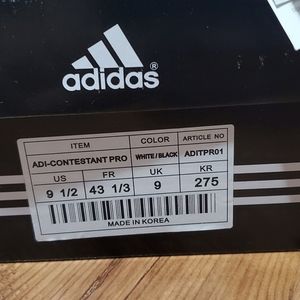 adidas
ITEM COLOR ARTICLE NO
ADI-CONTESTANT PRO WHITE/BLACK ADITPR01
US FR UK KR
9 1/2 43 1/3 9 275
MADE IN KOREA